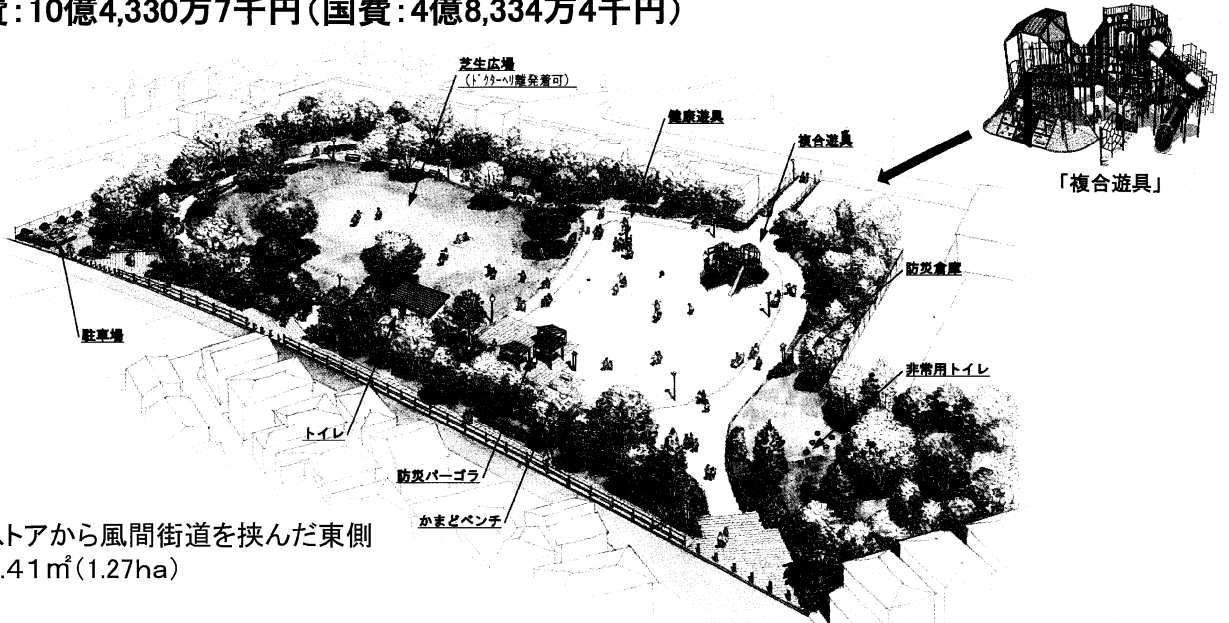 費：10億4,330万7千円（国費：4億8,334万4千円）
芝生広場
（ドクターヘリ離発着可）
健康遊具
複合遊具
「複合遊具」
防災倉庫
駐車場
非常用トイレ
トイレ
防災パーゴラ
かまどベンチ
ストアから風間街道を挟んだ東側
.41㎡（1.27ha）